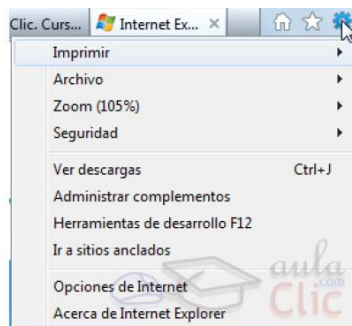 Clic. Curs... Internet Ex...
Imprimir
Archivo
Zoom (105%)
Seguridad
Ver descargas Ctrl+J
Administrar complementos
Herramientas de desarrollo F12
Ir a sitios anclados
Opciones de Internet
Acerca de Internet Explorer
aula
Clic
.com